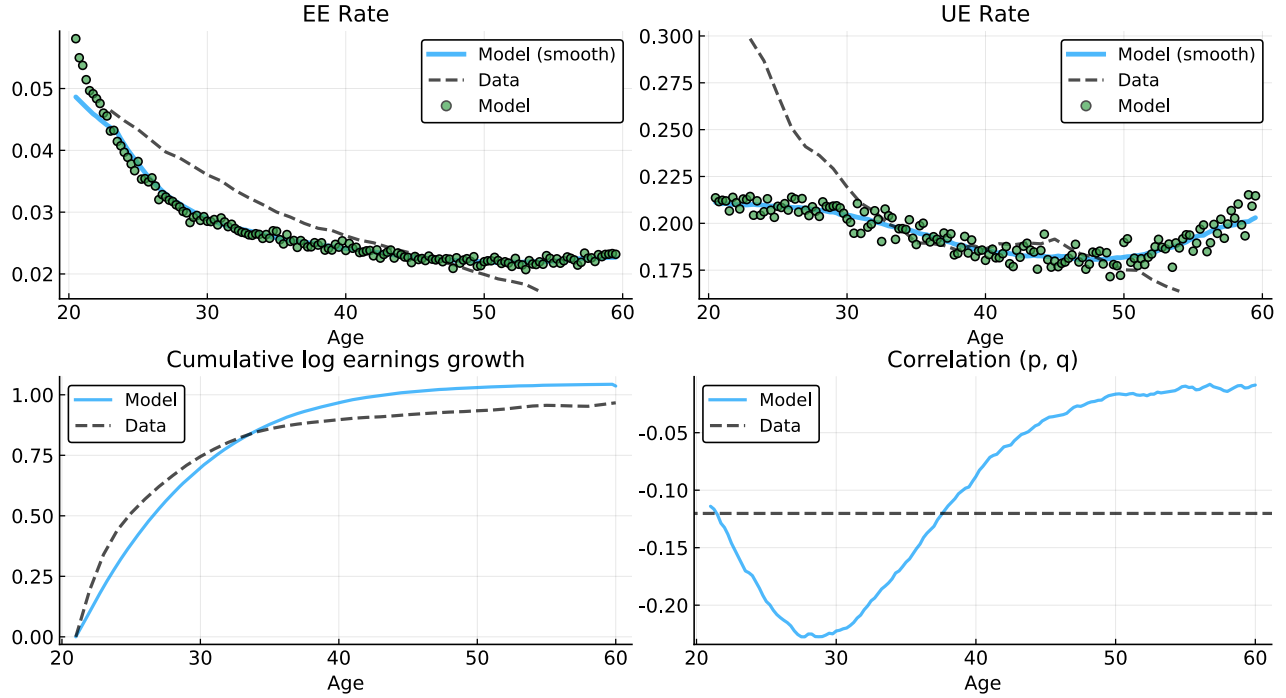 EE Rate
0.05
0.04
0.03
0.02
20 30 40 50 60
Age
Model (smooth)
Data
Model
UE Rate
0.300
0.275
0.250
0.225
0.200
0.175
20 30 40 50 60
Age
Model (smooth)
Data
Model
Cumulative log earnings growth
1.00
0.75
0.50
0.25
0.00
20 30 40 50 60
Age
Model
Data
Correlation (p, q)
-0.05
-0.10
-0.15
-0.20
20 30 40 50 60
Age
Model
Data